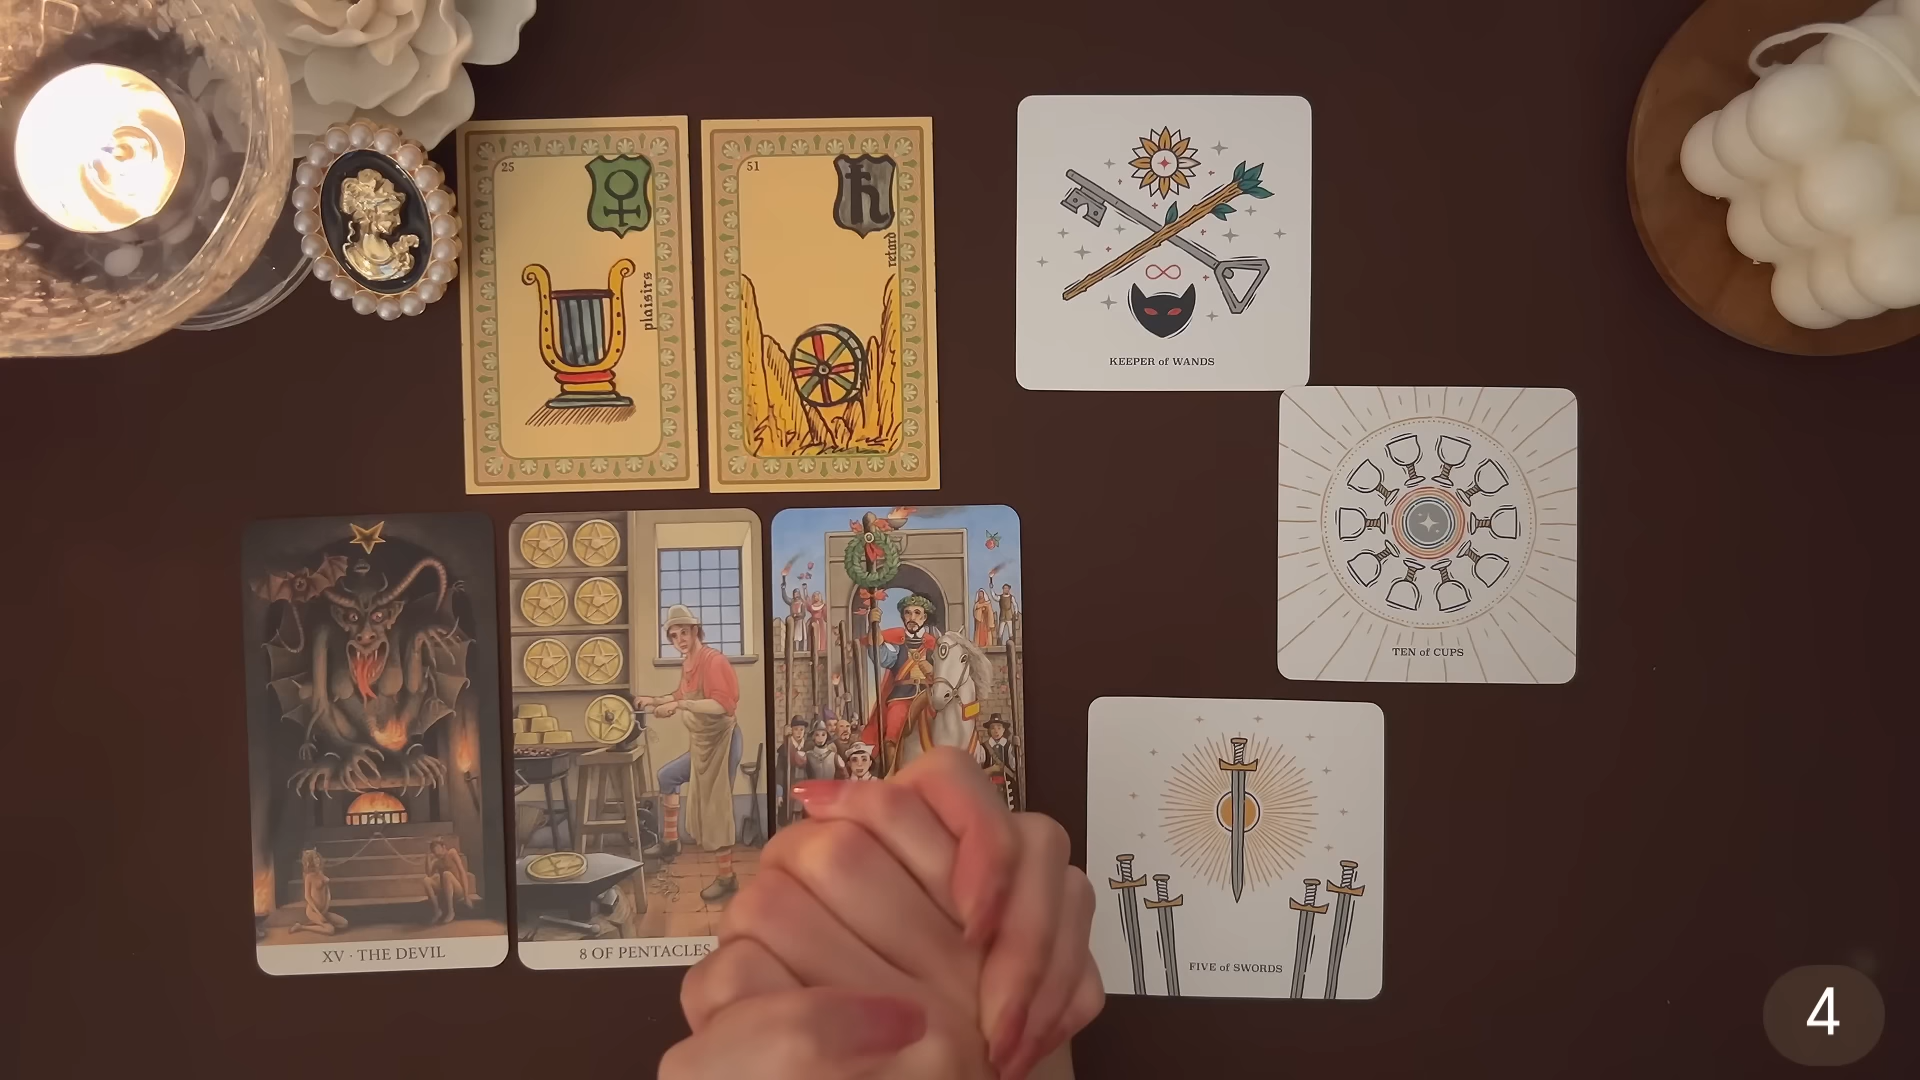 25
plaisirs
51
retard
KEEPER of WANDS
TEN of CUPS
XV · THE DEVIL
8 OF PENTACLES
FIVE of SWORDS
4